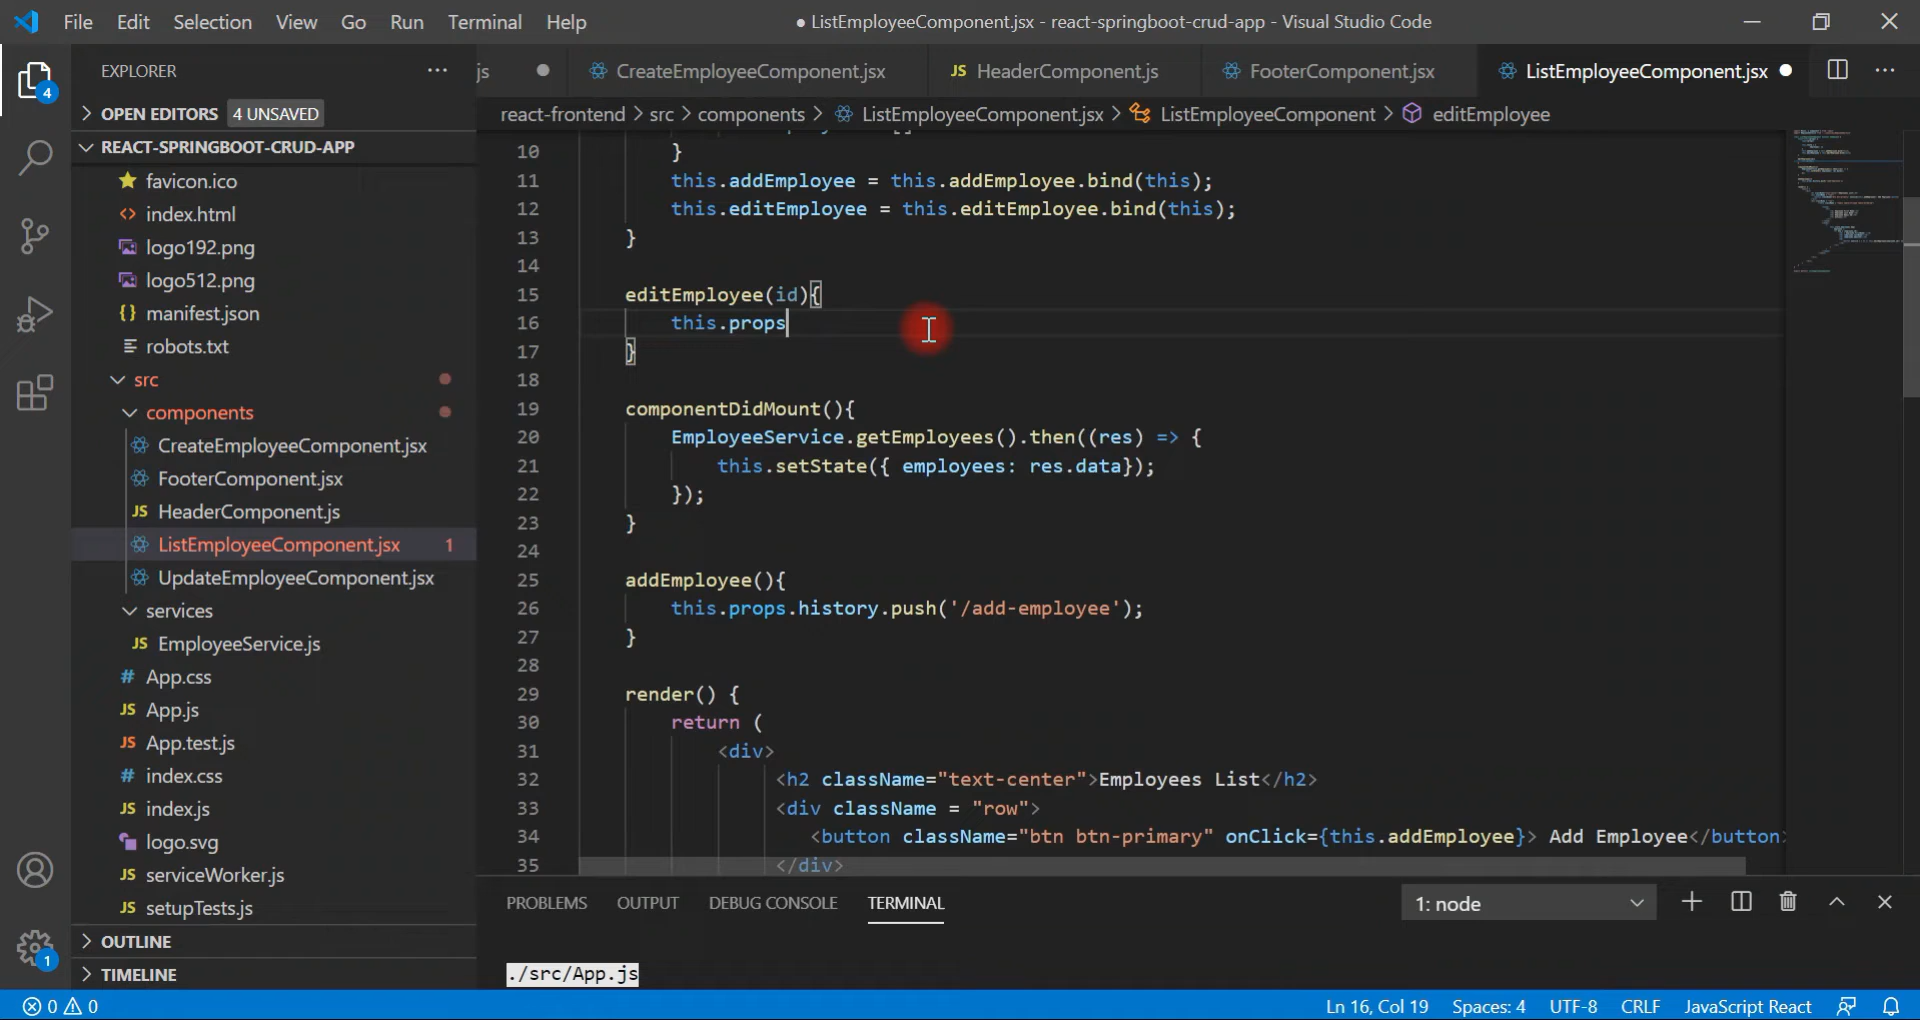 File Edit Selection View Go Run Terminal Help
● ListEmployeeComponent.jsx - react-springboot-crud-app - Visual Studio Code
EXPLORER
OPEN EDITORS 4 UNSAVED
REACT-SPRINGBOOT-CRUD-APP
favicon.ico
<> index.html
logo192.png
logo512.png
{} manifest.json
robots.txt
src
components
CreateEmployeeComponent.jsx
FooterComponent.jsx
JS HeaderComponent.js
ListEmployeeComponent.jsx 1
UpdateEmployeeComponent.jsx
services
JS EmployeeService.js
# App.css
JS App.js
JS App.test.js
# index.css
JS index.js
logo.svg
JS serviceWorker.js
JS setupTests.js
OUTLINE
TIMELINE
4
1
js ● CreateEmployeeComponent.jsx JS HeaderComponent.js FooterComponent.jsx ListEmployeeComponent.jsx ●
react-frontend > src > components > ListEmployeeComponent.jsx > ListEmployeeComponent > editEmployee
10 }
11 this.addEmployee = this.addEmployee.bind(this);
12 this.editEmployee = this.editEmployee.bind(this);
13 }
14
15 editEmployee(id){
16 this.props
17 }
18
19 componentDidMount(){
20 EmployeeService.getEmployees().then((res) => {
21 this.setState({ employees: res.data});
22 });
23 }
24
25 addEmployee(){
26 this.props.history.push('/add-employee');
27 }
28
29 render() {
30 return (
31 <div>
32 <h2 className="text-center">Employees List</h2>
33 <div className = "row">
34 <button className="btn btn-primary" onClick={this.addEmployee}> Add Employee</button>
35 </div>
PROBLEMS OUTPUT DEBUG CONSOLE TERMINAL
1: node
./src/App.js
0 0
Ln 16, Col 19 Spaces: 4 UTF-8 CRLF JavaScript React